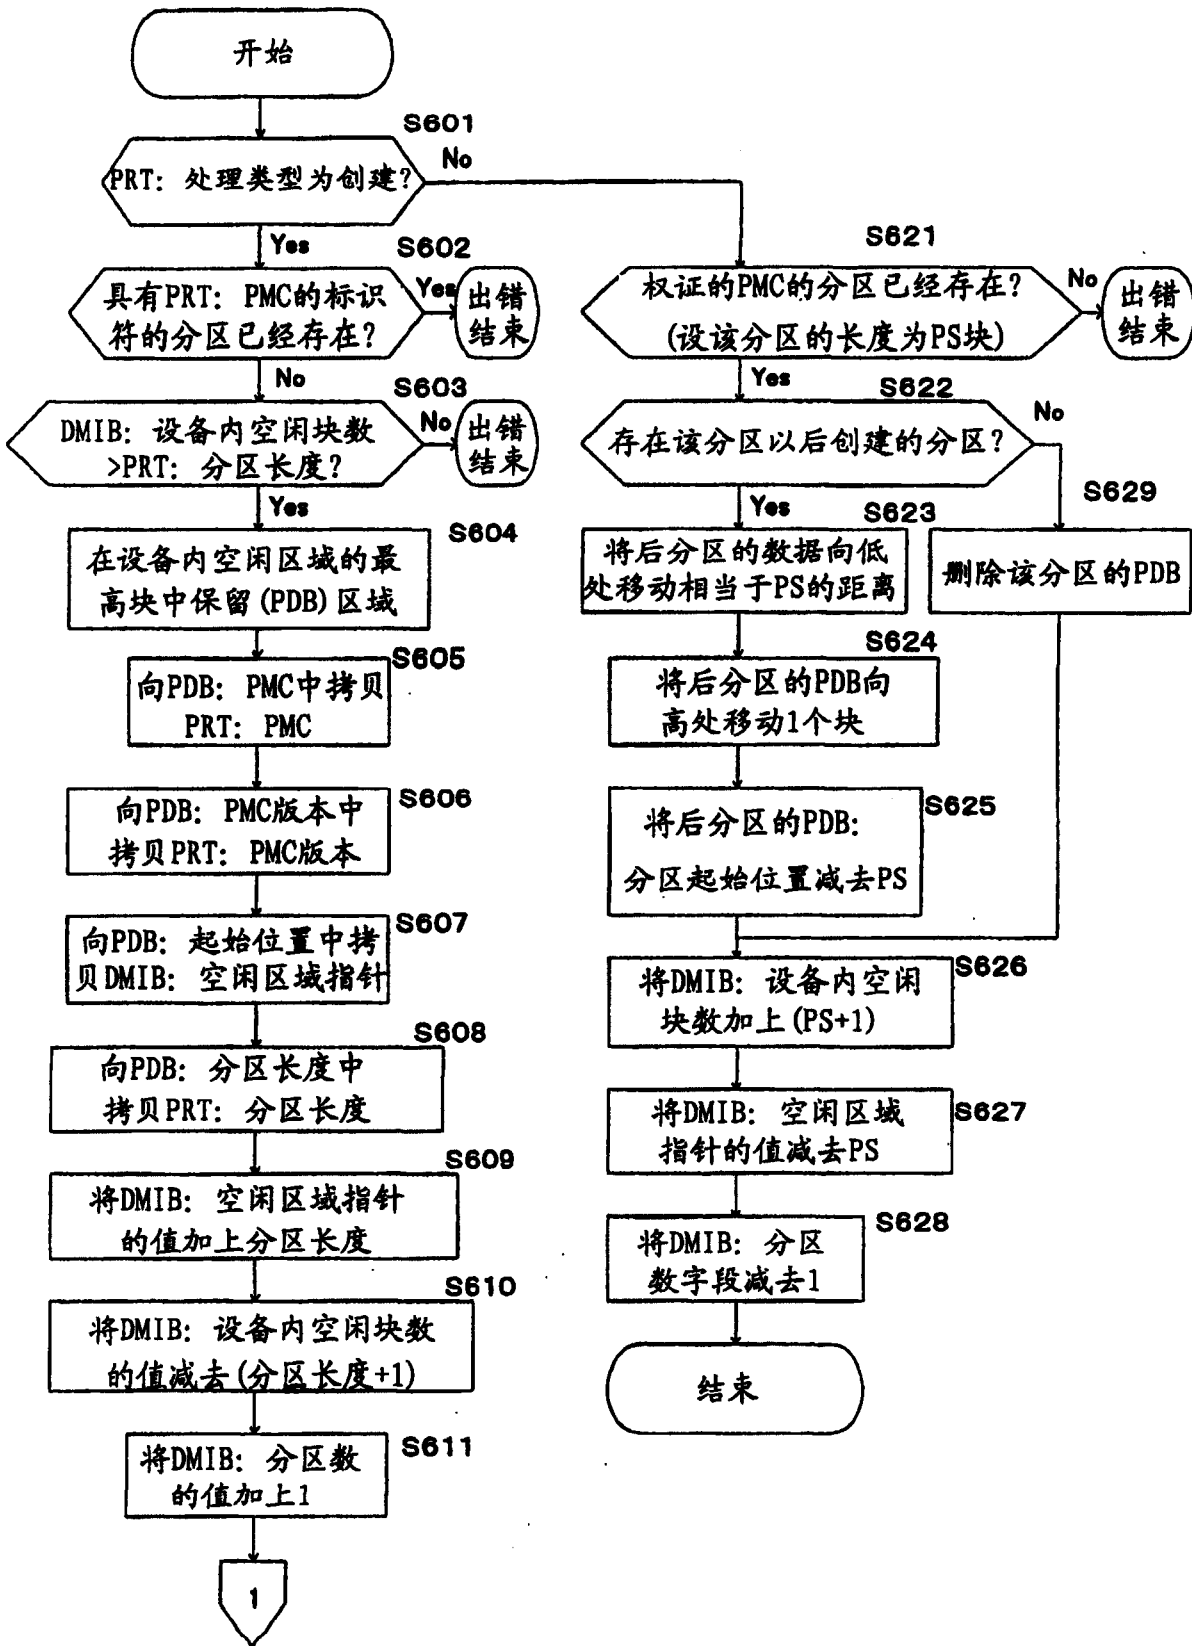 开始
S601
PRT: 处理类型为创建?
No
Yes
S602
具有PRT: PMC的标识
符的分区已经存在?
Yes
出错
结束
No
S603
DMIB: 设备内空闲块数
>PRT: 分区长度?
No
出错
结束
Yes
S604
在设备内空闲区域的最
高块中保留(PDB)区域
S605
向PDB: PMC中拷贝
PRT: PMC
S606
向PDB: PMC版本中
拷贝PRT: PMC版本
S607
向PDB: 起始位置中拷
贝DMIB: 空闲区域指针
S608
向PDB: 分区长度中
拷贝PRT: 分区长度
S609
将DMIB: 空闲区域指针
的值加上分区长度
S610
将DMIB: 设备内空闲块数
的值减去(分区长度+1)
S611
将DMIB: 分区数
的值加上1
1
S621
权证的PMC的分区已经存在?
(设该分区的长度为PS块)
No
出错
结束
Yes
S622
存在该分区以后创建的分区?
No
Yes
S623
将后分区的数据向低
处移动相当于PS的距离
S629
删除该分区的PDB
S624
将后分区的PDB向
高处移动1个块
S625
将后分区的PDB:
分区起始位置减去PS
S626
将DMIB: 设备内空闲
块数加上(PS+1)
S627
将DMIB: 空闲区域
指针的值减去PS
S628
将DMIB: 分区
数字段减去1
结束